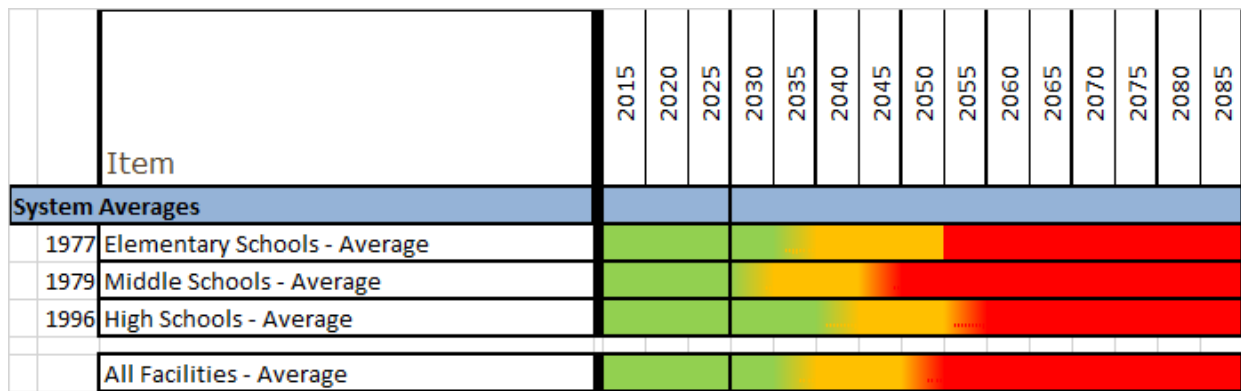 Item 2015 2020 2025 2030 2035 2040 2045 2050 2055 2060 2065 2070 2075 2080 2085
System Averages
1977 Elementary Schools - Average
1979 Middle Schools - Average
1996 High Schools - Average
All Facilities - Average